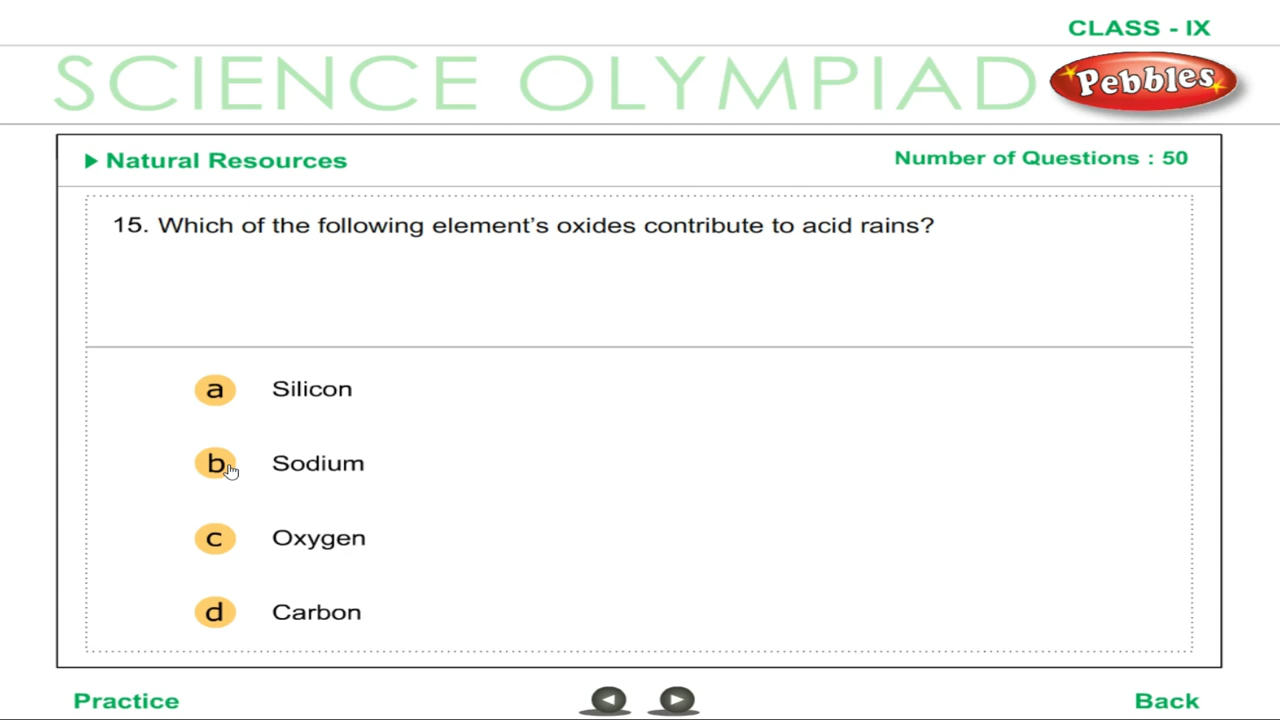 CLASS - IX
SCIENCE OLYMPIAD
Pebbles
Natural Resources
Number of Questions : 50
15. Which of the following element's oxides contribute to acid rains?
a Silicon
b Sodium
c Oxygen
d Carbon
Practice
Back